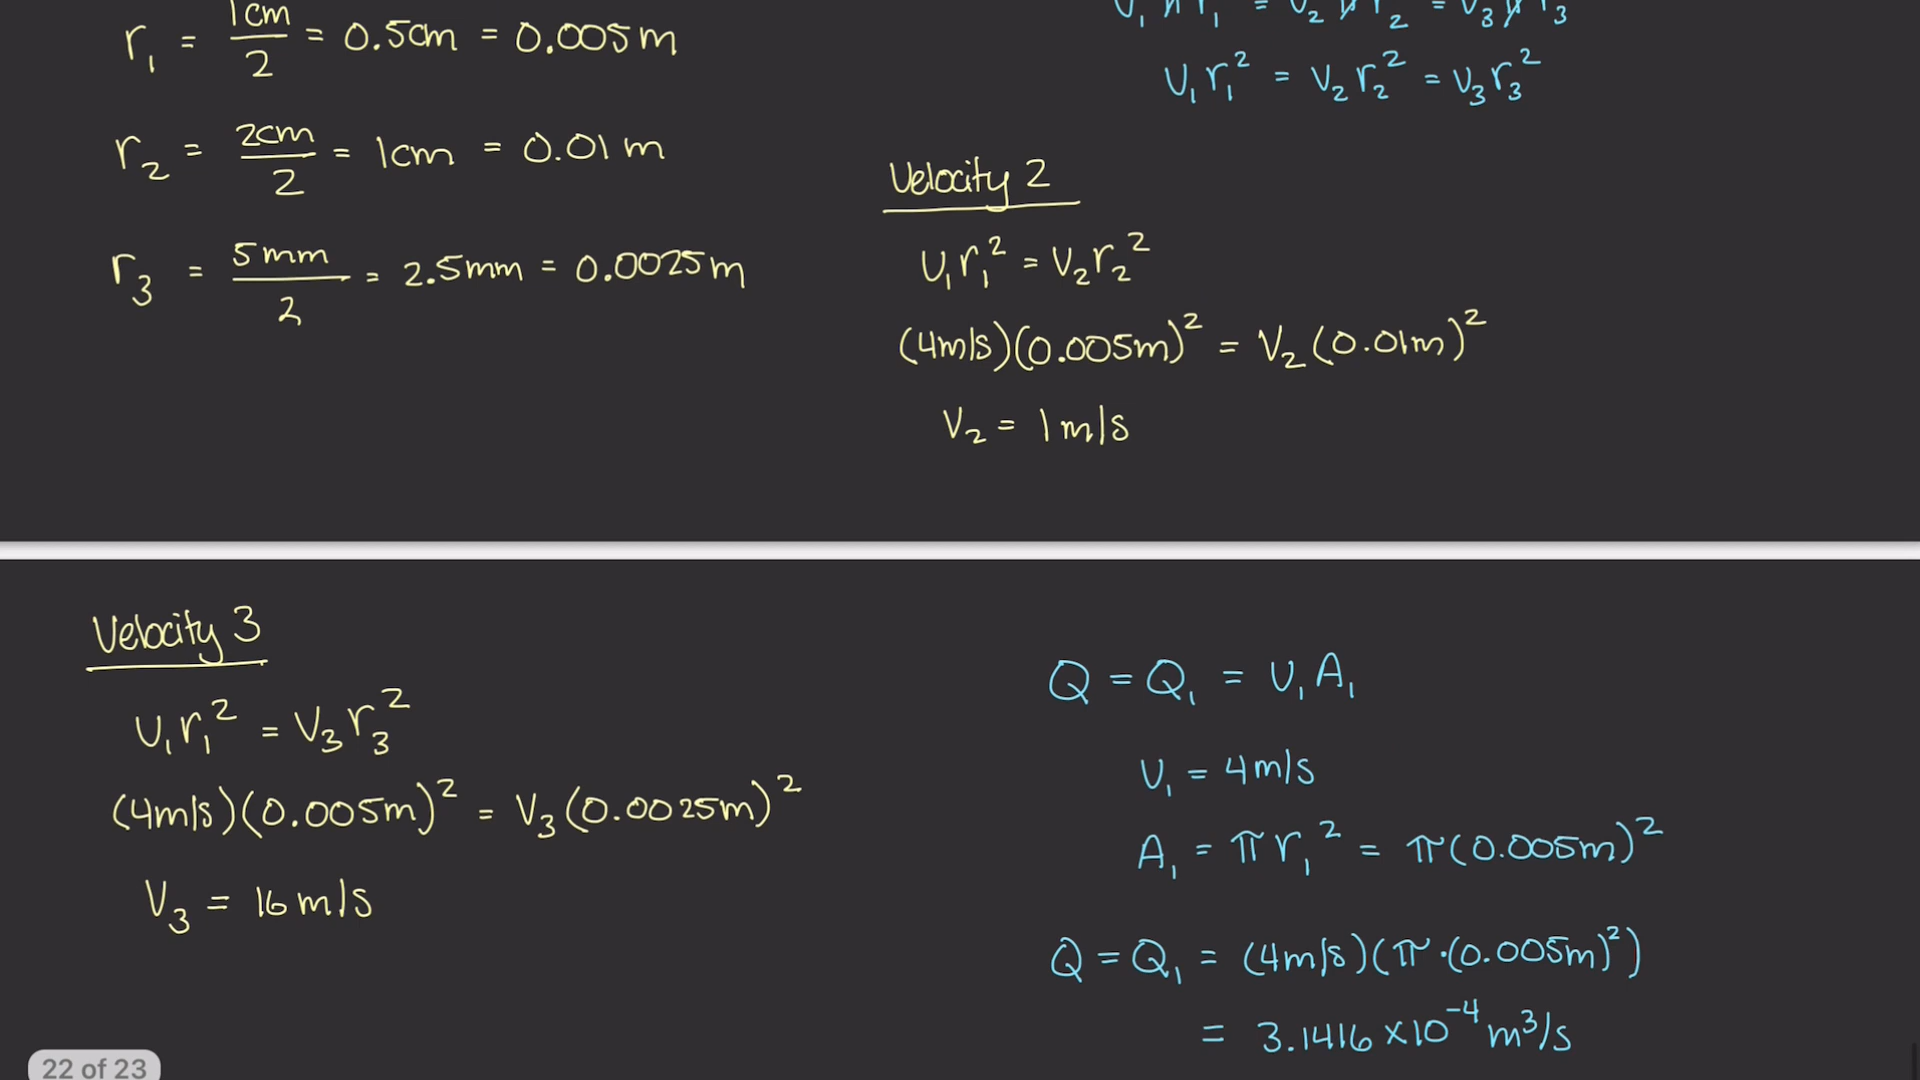 r₁ = 1cm/2 = 0.5cm = 0.005m
r₂ = 2cm/2 = 1cm = 0.01m
r₃ = 5mm/2 = 2.5mm = 0.0025m
v₁r₁² = v₂r₂² = v₃r₃²
Velocity 2
v₁r₁² = v₂r₂²
(4m/s)(0.005m)² = v₂(0.01m)²
v₂ = 1m/s
Velocity 3
v₁r₁² = v₃r₃²
(4m/s)(0.005m)² = v₃(0.0025m)²
v₃ = 16m/s
Q = Q₁ = v₁A₁
v₁ = 4m/s
A₁ = πr₁² = π(0.005m)²
Q = Q₁ = (4m/s)(π·(0.005m)²)
= 3.1416×10⁻⁴ m³/s
22 of 23